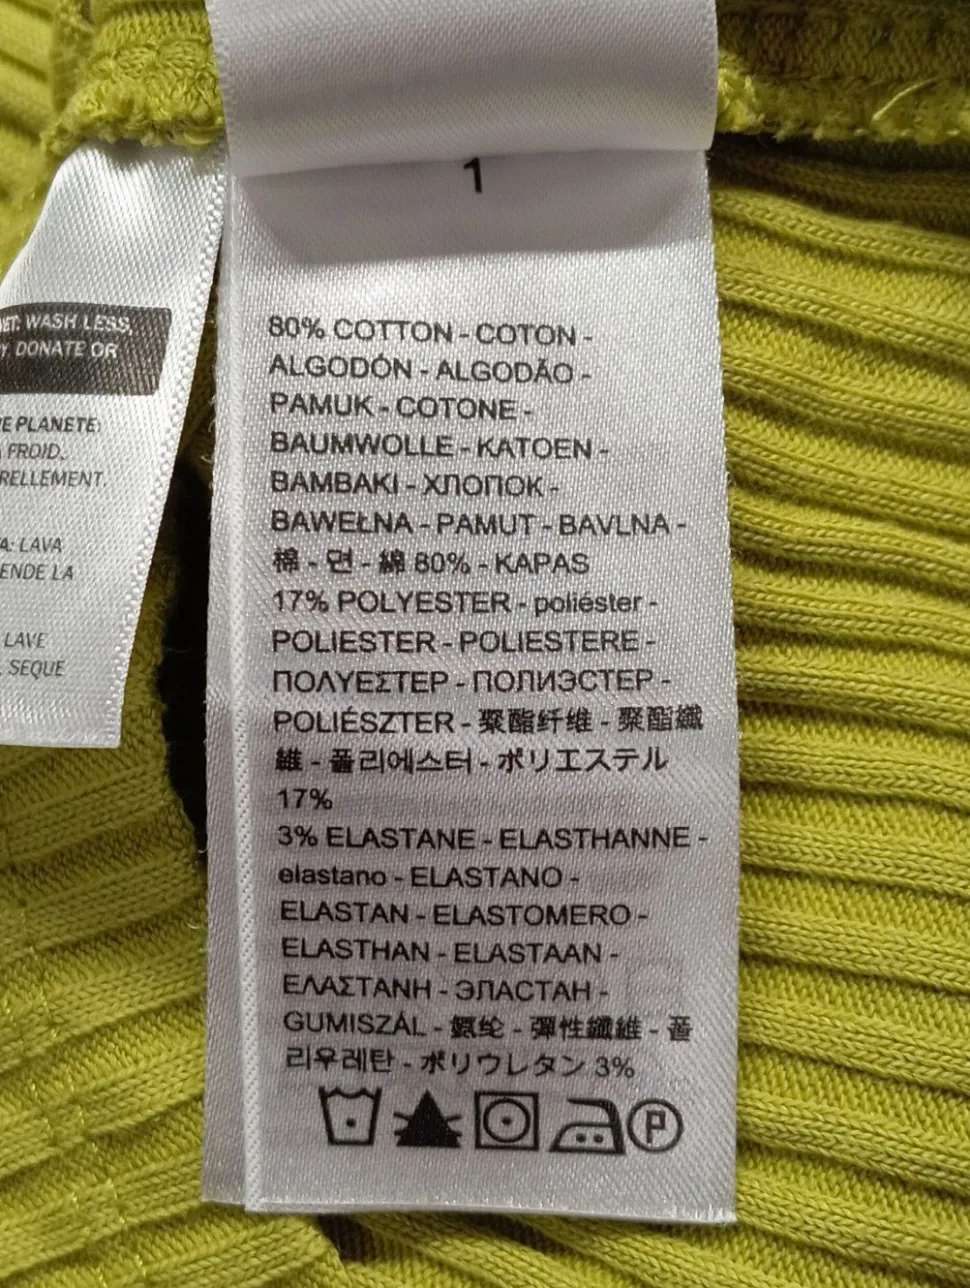 WASH LESS,
DONATE OR
PLANETE:
FROID,
LAVA
LAVE
SEQUE
1
80% COTTON - COTON -
ALGODÓN - ALGODÃO -
PAMUK - COTONE -
BAUMWOLLE - KATOEN -
BAMBAKI - ХЛОПОК -
BAWEŁNA - PAMUT - BAVLNA -
棉 - 면 - 綿 80% - KAPAS
17% POLYESTER - poliéster -
POLIESTER - POLIESTERE -
ΠΟΛΥΕΣΤΕΡ - ПОЛИЭСТЕР -
POLIÉSZTER - 聚酯纤维 - 聚酯纖
維 - 폴리에스터 - ポリエステル
17%
3% ELASTANE - ELASTHANNE -
elastano - ELASTANO -
ELASTAN - ELASTOMERO -
ELASTHAN - ELASTAAN -
ΕΛΑΣΤΑΝΗ - ЭЛАСТАН -
GUMISZÁL - 氨纶 - 彈性纖維 - 폴
리우레탄 - ポリウレタン 3%
P